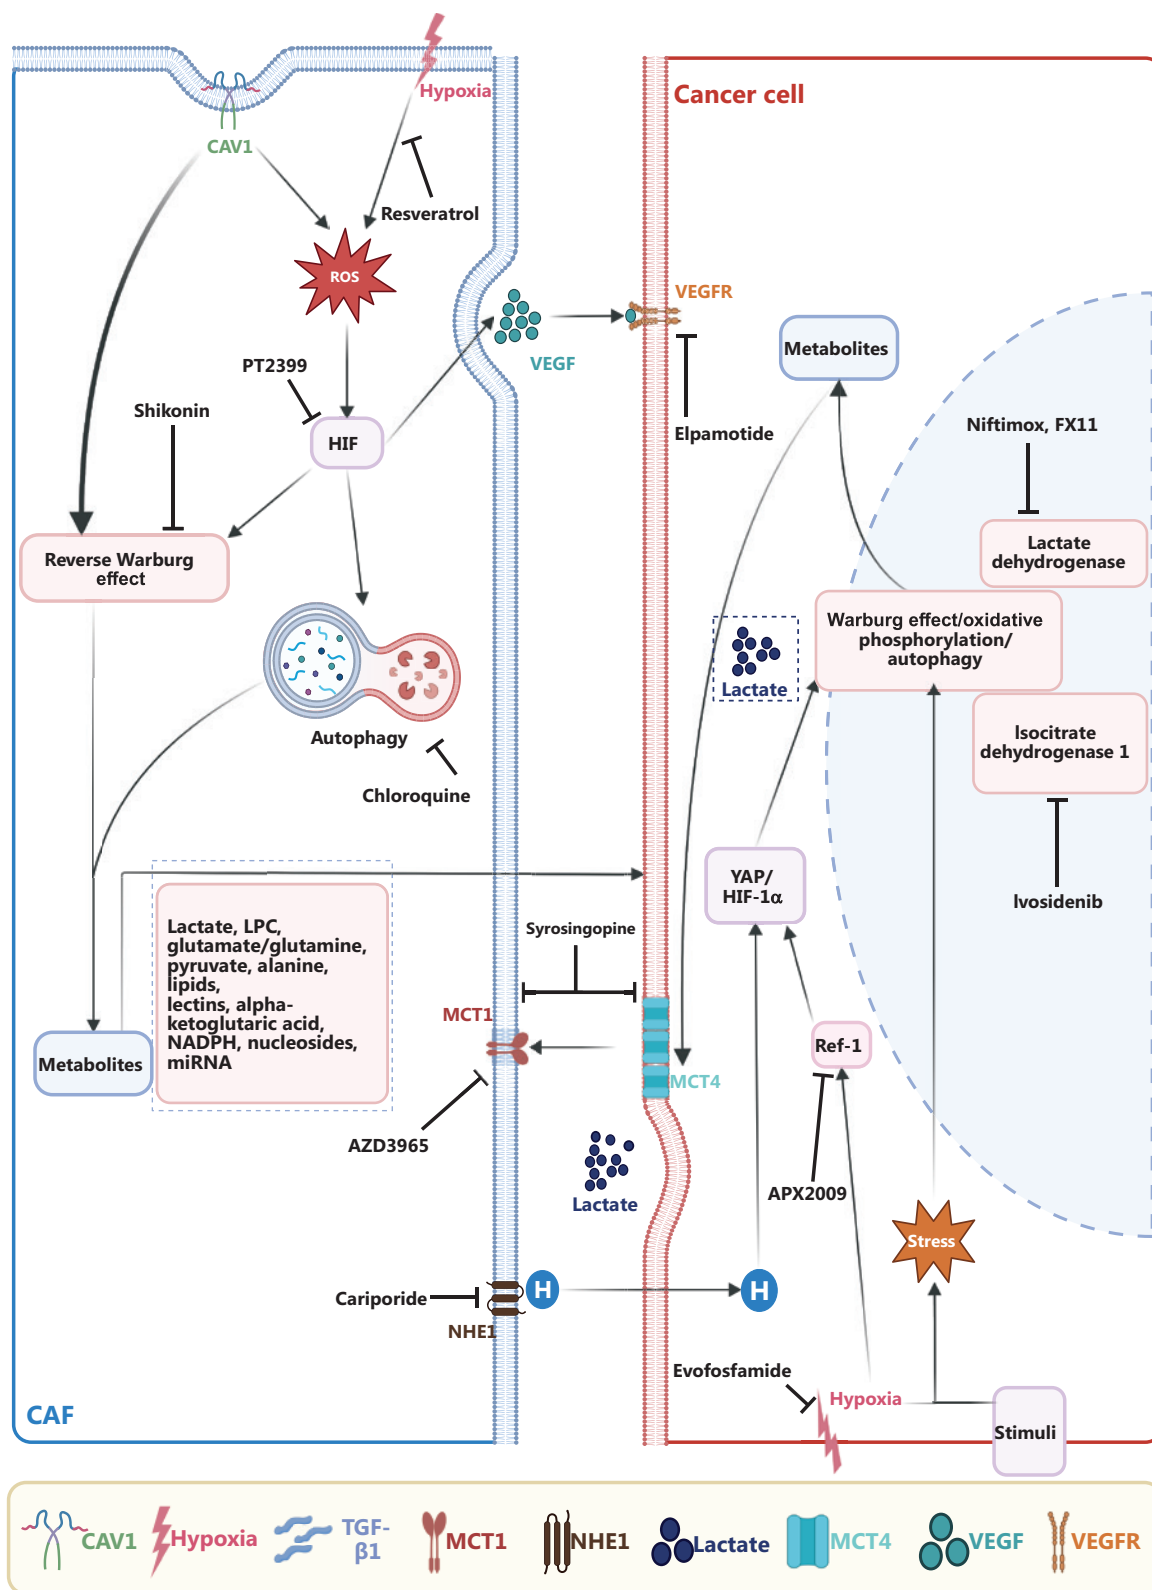 Hypoxia
Cancer cell
CAV1
Resveratrol
ROS
VEGFR
VEGF
Metabolites
PT2399
Shikonin
HIF
Elpamotide
Niftimox, FX11
Reverse Warburg
effect
Lactate
dehydrogenase
Warburg effect/oxidative
phosphorylation/
autophagy
Lactate
Autophagy
Isocitrate
dehydrogenase 1
Chloroquine
YAP/
HIF-1α
Ivosidenib
Lactate, LPC,
glutamate/glutamine,
pyruvate, alanine,
lipids,
lectins, alpha-
ketoglutaric acid,
NADPH, nucleosides,
miRNA
Syrosingopine
MCT1
Metabolites
Ref-1
MCT4
AZD3965
Lactate
APX2009
Stress
Cariporide
H
H
NHE1
Evofosfamide
Hypoxia
CAF
Stimuli
CAV1
Hypoxia
TGF-
β1
MCT1
NHE1
Lactate
MCT4
VEGF
VEGFR